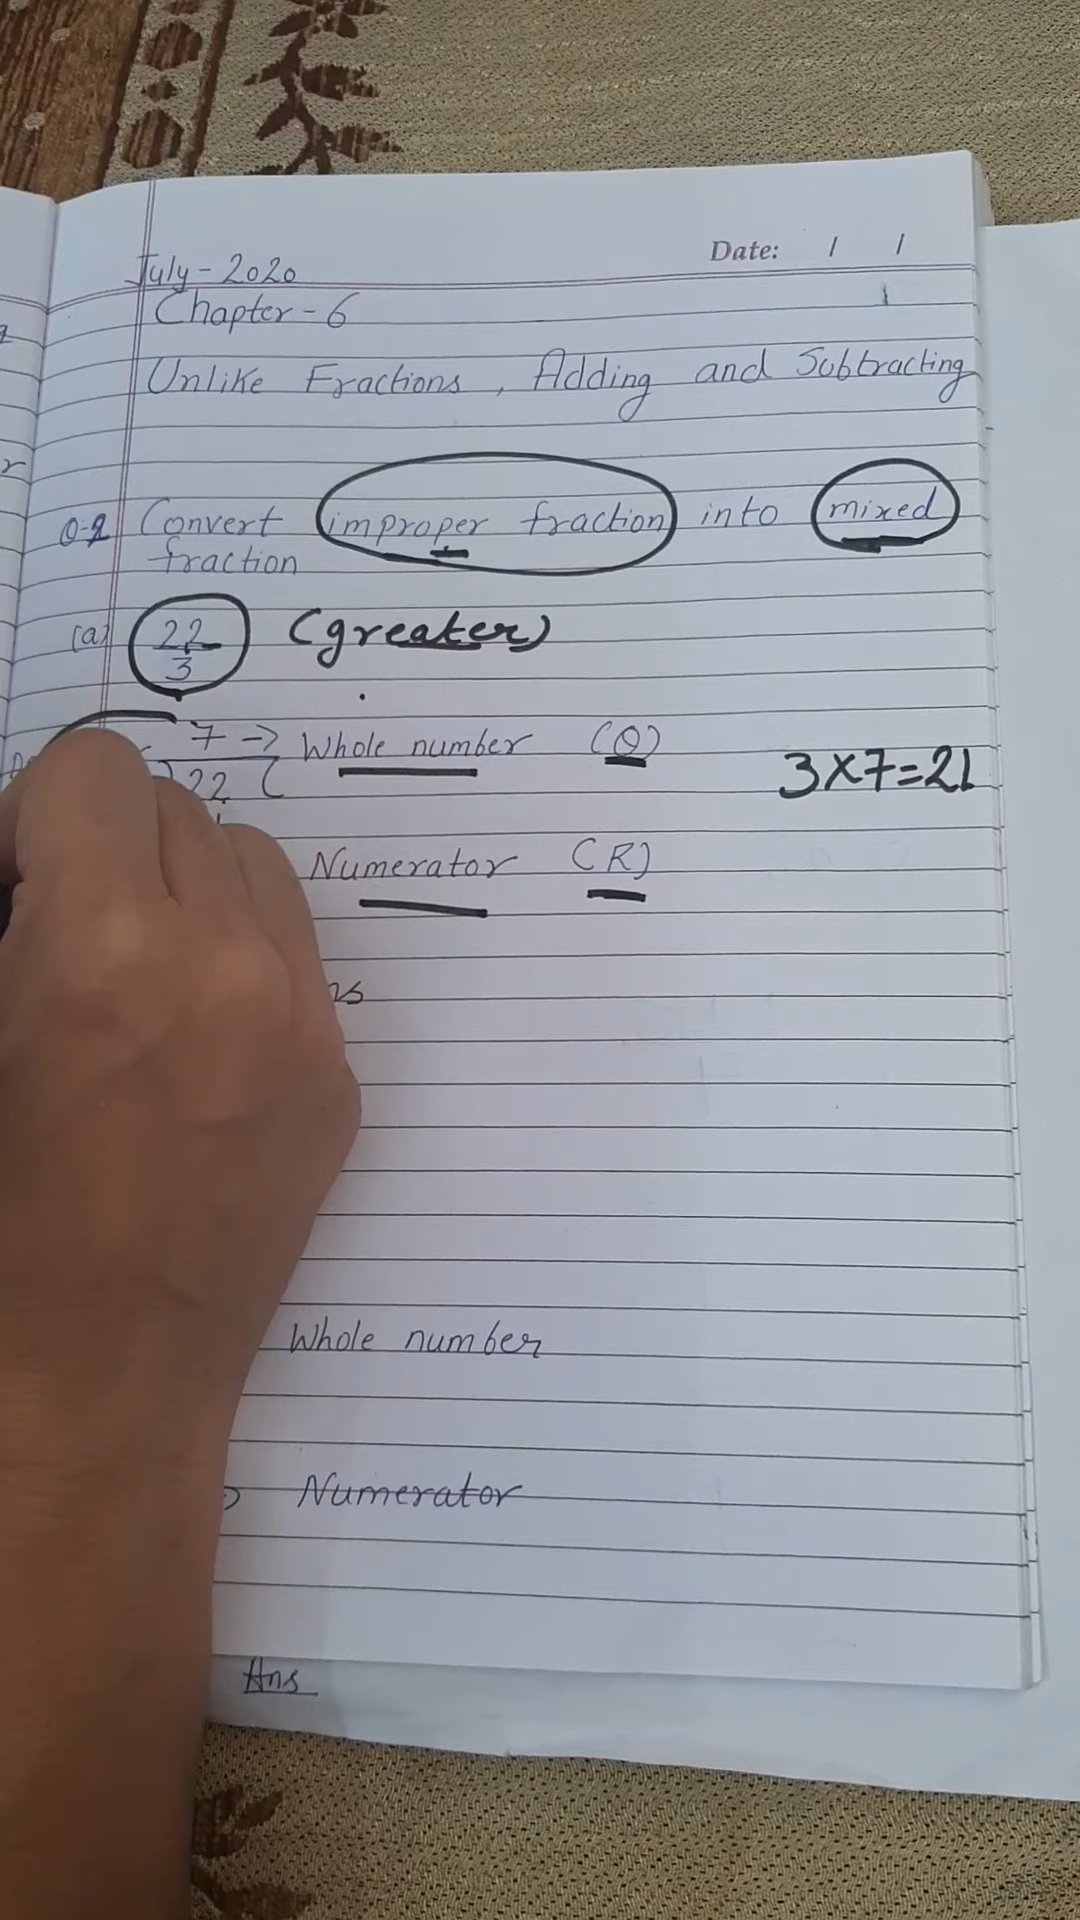 Date: / /
July-2020
Chapter-6
Unlike Fractions, Adding and Subtracting
Q-2 Convert improper fraction into mixed
fraction
(a) 22/3 (greater)
7 → Whole number (Q)
)22( 3×7=21
Numerator (R)
Whole number
Numerator
Ans